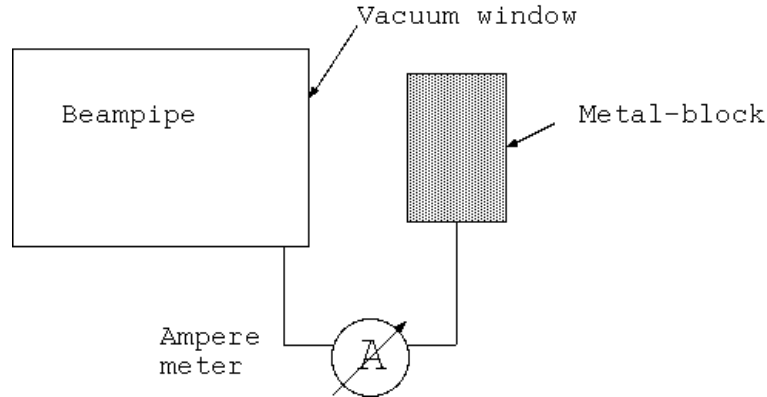 Vacuum window
Beampipe
Metal-block
Ampere
meter
A